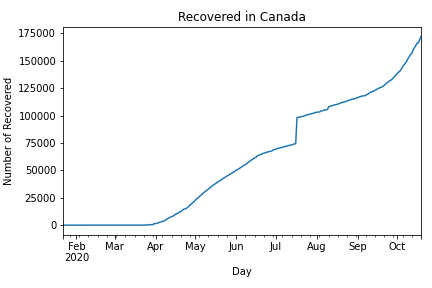 Recovered in Canada
Number of Recovered
175000
150000
125000
100000
75000
50000
25000
0
Feb Mar Apr May Jun Jul Aug Sep Oct
2020
Day